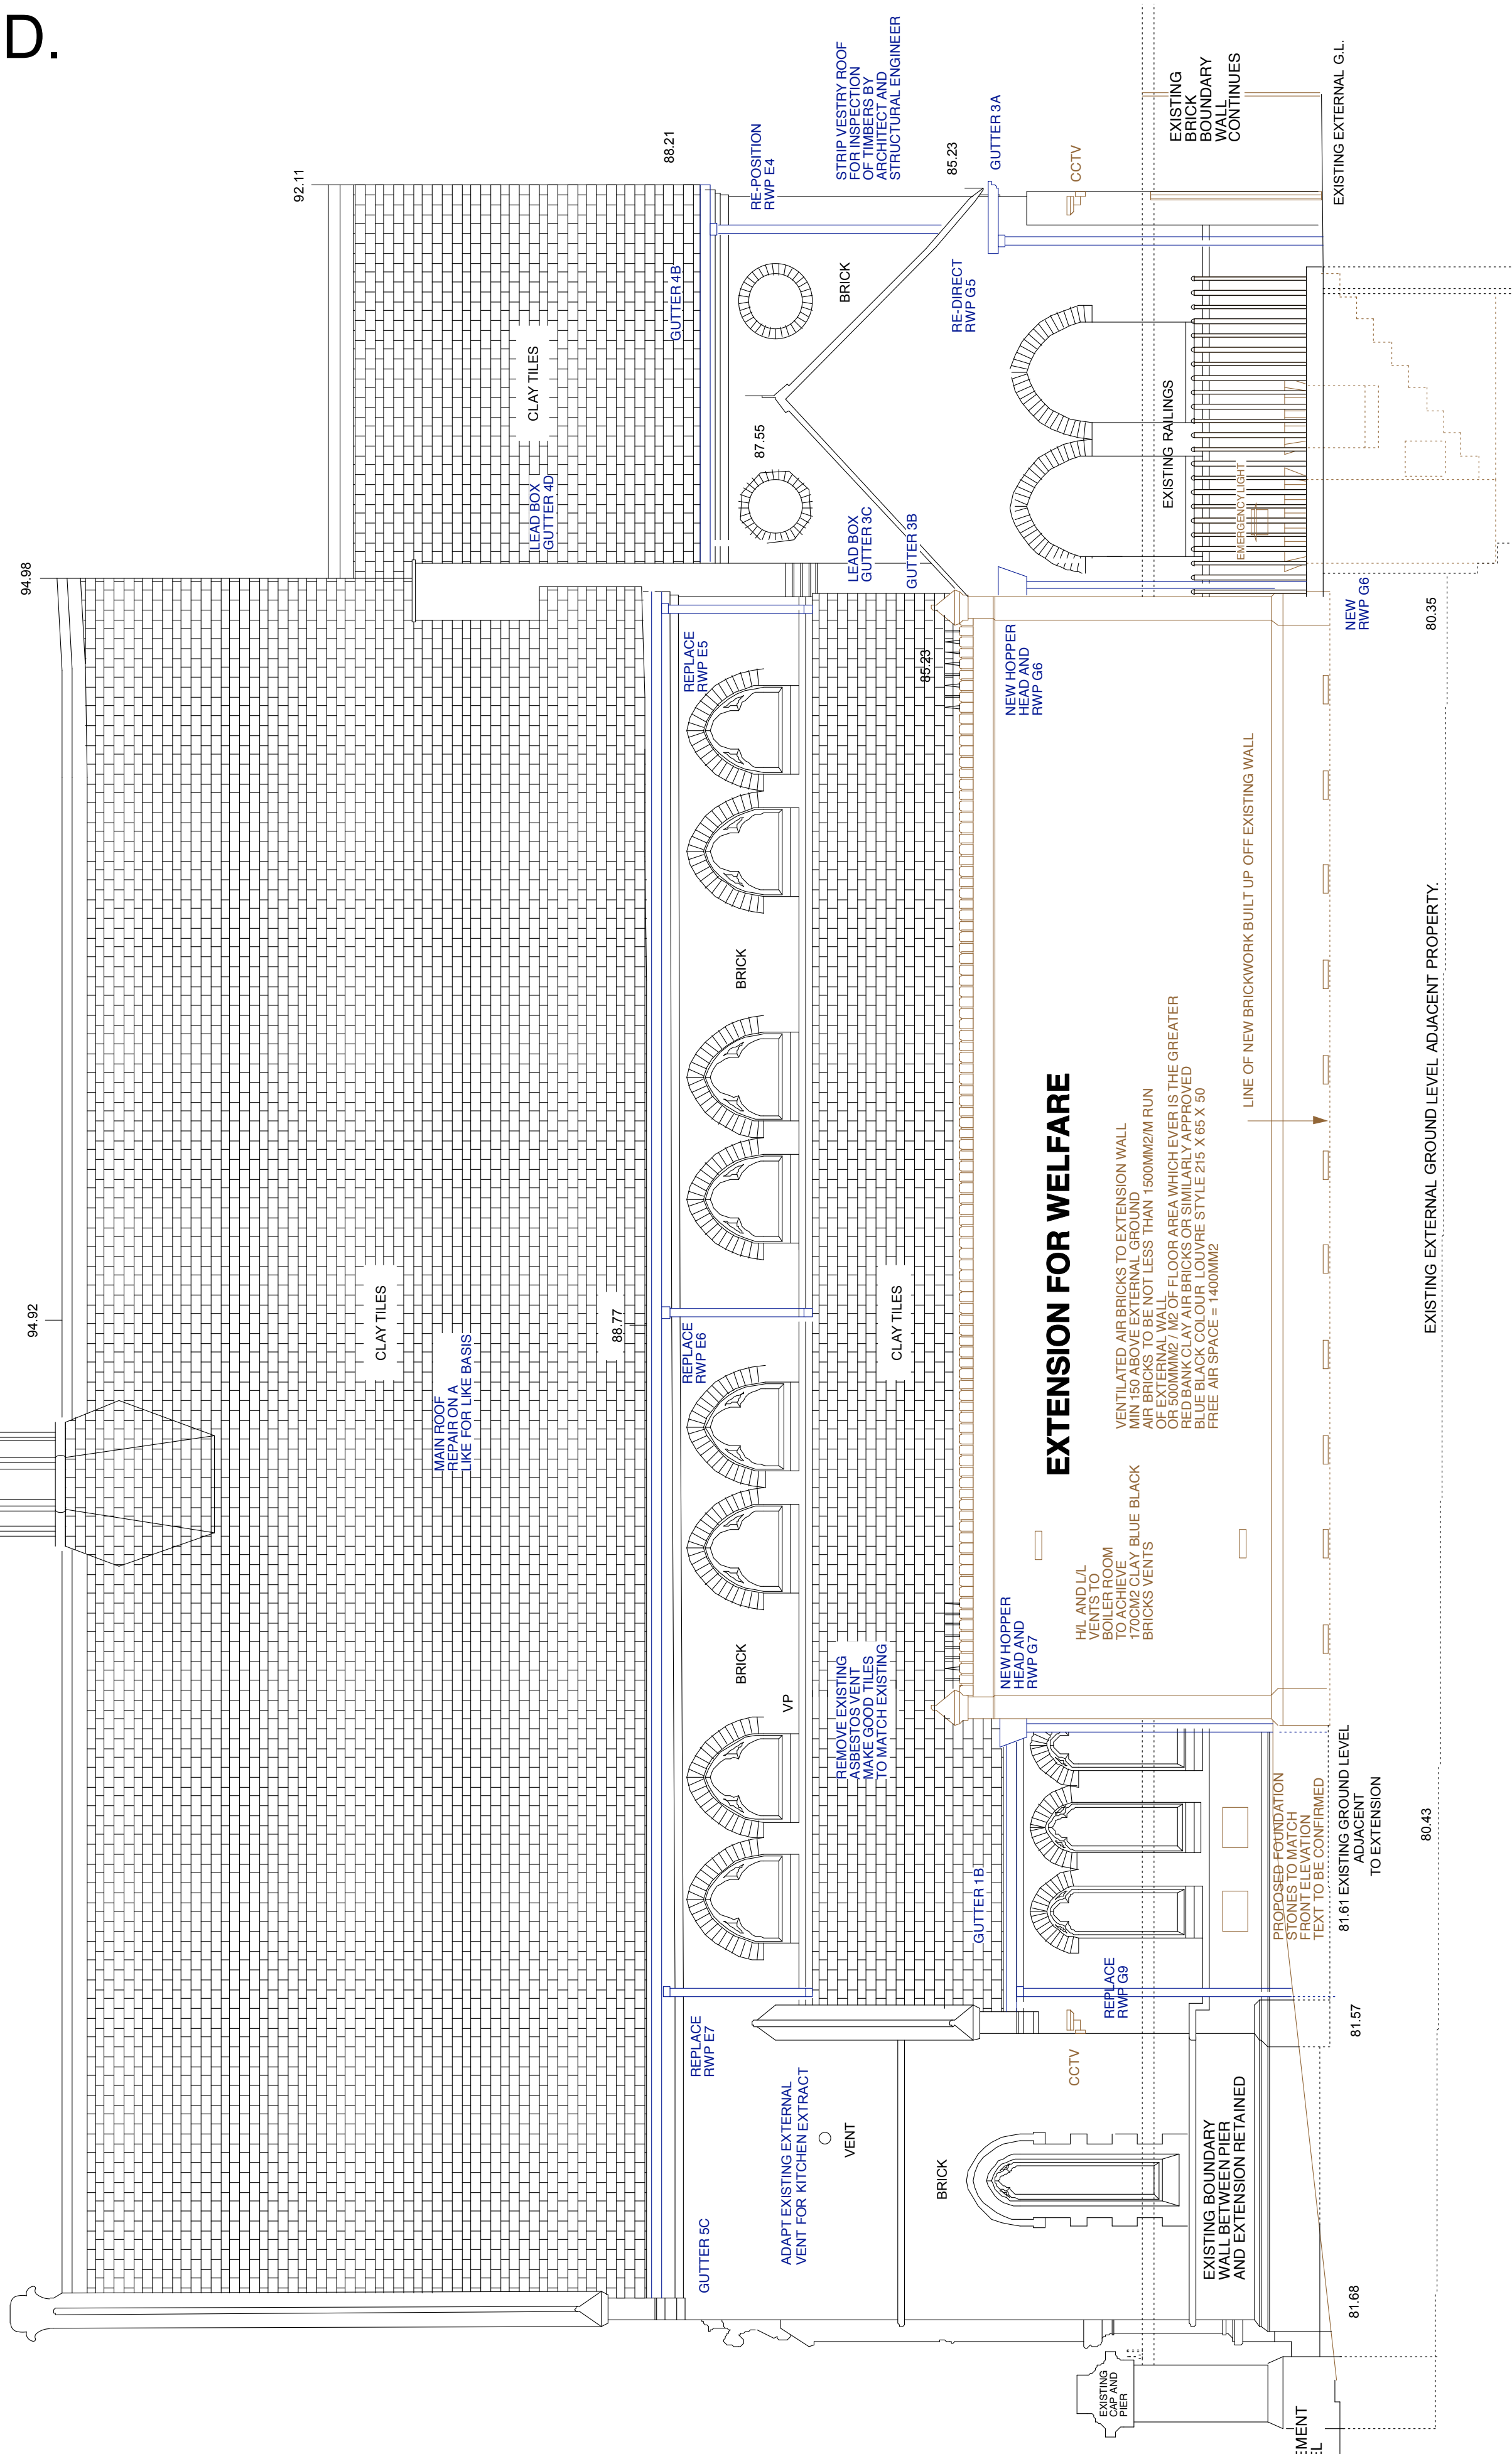 D.
94.98
94.92
92.11
88.21
CLAY TILES
GUTTER 4B
LEAD BOX
GUTTER 4D
RE-POSITION
RWP E4
STRIP VESTRY ROOF
FOR INSPECTION
OF TIMBERS BY
ARCHITECT AND
STRUCTURAL ENGINEER
85.23
GUTTER 3A
CCTV
EXISTING
BRICK
BOUNDARY
WALL
CONTINUES
EXISTING EXTERNAL G.L.
BRICK
87.55
RE-DIRECT
RWP G5
LEAD BOX
GUTTER 3C
GUTTER 3B
EXISTING RAILINGS
EMERGENCY LIGHT
NEW
RWP G6
80.35
CLAY TILES
MAIN ROOF
REPAIR ON A
LIKE FOR LIKE BASIS
88.77
REPLACE
RWP E5
BRICK
REPLACE
RWP E6
BRICK
VP
REPLACE
RWP E7
GUTTER 5C
85.23
CLAY TILES
REMOVE EXISTING
ASBESTOS VENT
MAKE GOOD TILES
TO MATCH EXISTING
ADAPT EXISTING EXTERNAL
VENT FOR KITCHEN EXTRACT
VENT
BRICK
GUTTER 1B
NEW HOPPER
HEAD AND
RWP G6
NEW HOPPER
HEAD AND
RWP G7
EXTENSION FOR WELFARE
VENTILATED AIR BRICKS TO EXTENSION WALL
MIN 150 ABOVE EXTERNAL GROUND
AIR BRICKS TO BE NOT LESS THAN 1500MM2/M RUN
OF EXTERNAL WALL
OR 500MMM2 / M2 OF FLOOR AREA WHICH EVER IS THE GREATER
RED BANK CLAY AIR BRICKS OR SIMILARLY APPROVED
BLUE BLACK COLOUR LOUVRE STYLE 215 X 65 X 50
FREE AIR SPACE = 1400MM2
LINE OF NEW BRICKWORK BUILT UP OFF EXISTING WALL
H/L AND L/L
VENTS TO
BOILER ROOM
TO ACHIEVE
170CM2 CLAY BLUE BLACK
BRICKS VENTS
REPLACE
RWP G9
CCTV
PROPOSED FOUNDATION
STONES TO MATCH
FRONT ELEVATION
TEXT TO BE CONFIRMED
81.61 EXISTING GROUND LEVEL
ADJACENT
TO EXTENSION
81.57
80.43
EXISTING EXTERNAL GROUND LEVEL ADJACENT PROPERTY.
EXISTING BOUNDARY
WALL BETWEEN PIER
AND EXTENSION RETAINED
81.68
EXISTING
CAP AND
PIER
EMENT
EL